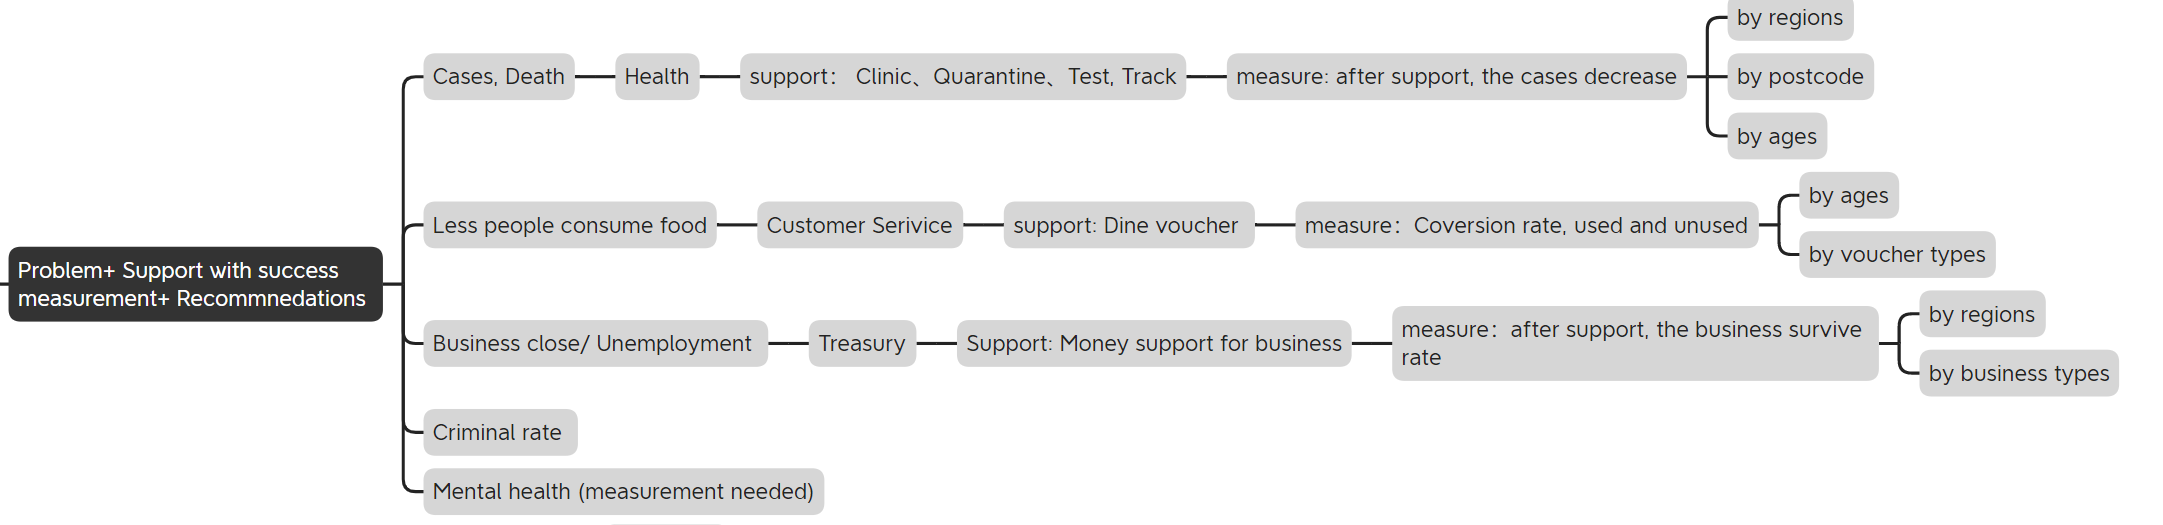 by regions
Cases, Death
Health
support： Clinic、Quarantine、Test, Track
measure: after support, the cases decrease
by postcode
by ages
by ages
Less people consume food
Customer Serivice
support: Dine voucher
measure：Coversion rate, used and unused
by voucher types
Problem+ Support with success
measurement+ Recommnedations
by regions
Business close/ Unemployment
Treasury
Support: Money support for business
measure：after support, the business survive
rate
by business types
Criminal rate
Mental health (measurement needed)